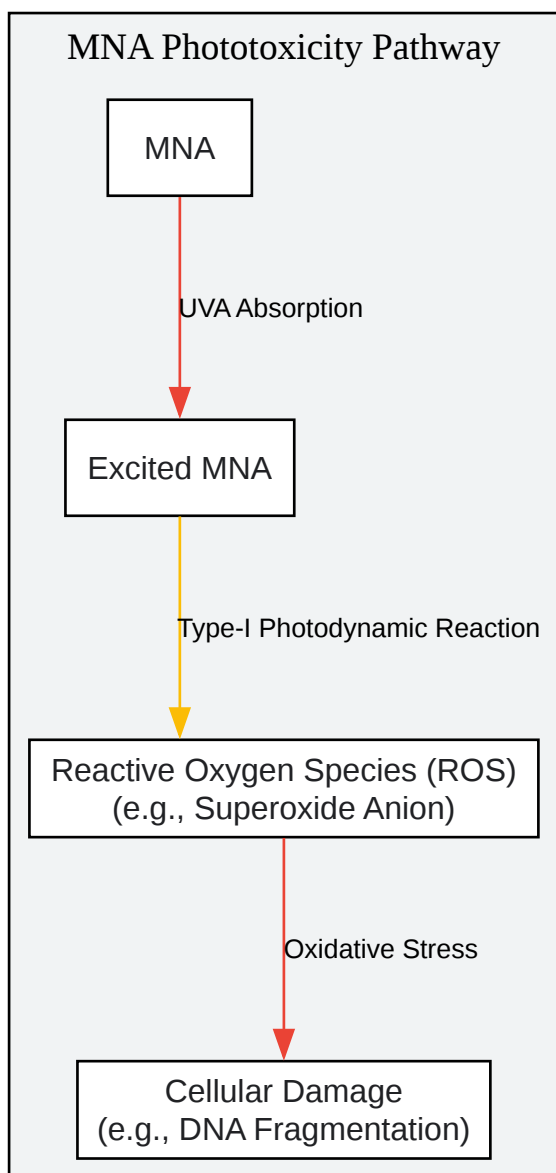 MNA Phototoxicity Pathway
MNA
UVA Absorption
Excited MNA
Type-I Photodynamic Reaction
Reactive Oxygen Species (ROS)
(e.g., Superoxide Anion)
Oxidative Stress
Cellular Damage
(e.g., DNA Fragmentation)